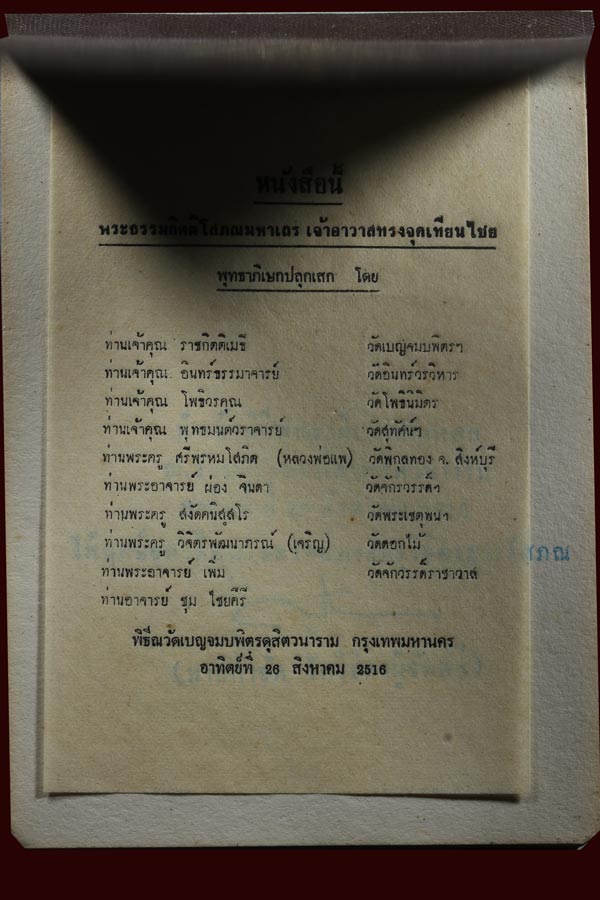 หนังสือนี้
พระธรรมกิตติโสภณมหาเถร เจ้าอาวาสทรงจุดเทียนไชย
พุทธาภิเษกปลุกเสก โดย
ท่านเจ้าคุณ ราชกิตติเมธี วัดเบญจมบพิตรฯ
ท่านเจ้าคุณ อินทร์ธรรมาจารย์ วัดอินทร์วรวิหาร
ท่านเจ้าคุณ โพธิวรคุณ วัดโพธินิมิตร
ท่านเจ้าคุณ พุทธมนต์วราจารย์ วัดสุทัศน์ฯ
ท่านพระครู ศรีพรหมโสภิต (หลวงพ่อแพ) วัดพิกุลทอง จ. สิงห์บุรี
ท่านพระอาจารย์ ผ่อง จินดา วัดจักรวรรดิ์ฯ
ท่านพระครู สังัดคนิสฺสโร วัดพระเชตุพนฯ
ท่านพระครู วิจิตรพัฒนาภรณ์ (เจริญ) วัดดอกไม้
ท่านพระอาจารย์ เพิ่ม วัดจักวรรดิ์ราชาวาส
ท่านอาจารย์ ชุม ไชยคีรี
พิธีณวัดเบญจมบพิตรดุสิตวนาราม กรุงเทพมหานคร
อาทิตย์ที่ 26 สิงหาคม 2516